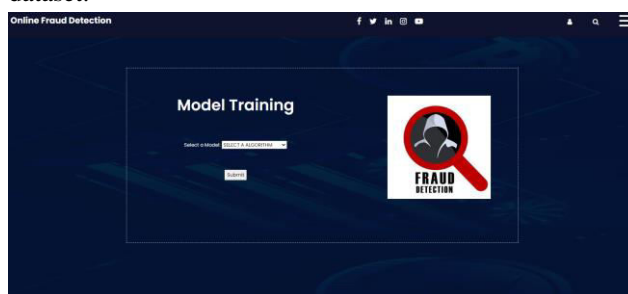 dataset.
Online Fraud Detection
Model Training
Select a Model: SELECT A ALGORITHM
Submit
FRAUD
DETECTION